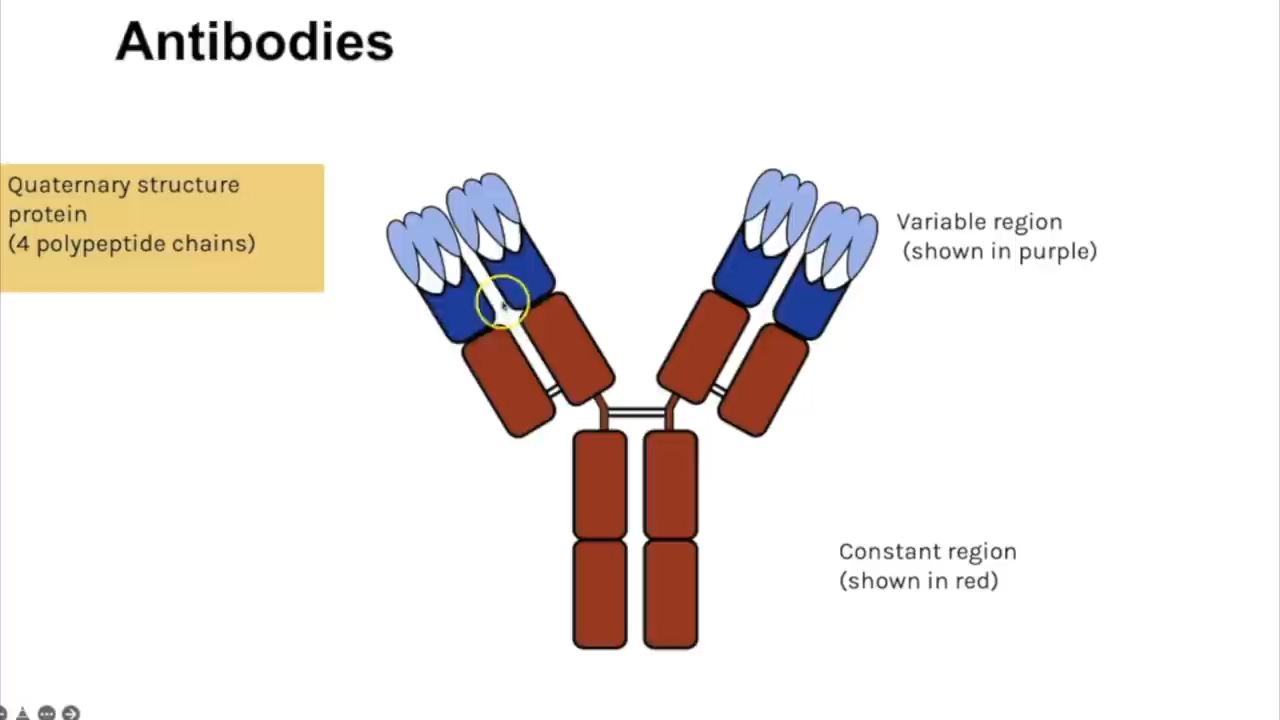 Antibodies
Quaternary structure
protein
(4 polypeptide chains)
Variable region
(shown in purple)
Constant region
(shown in red)